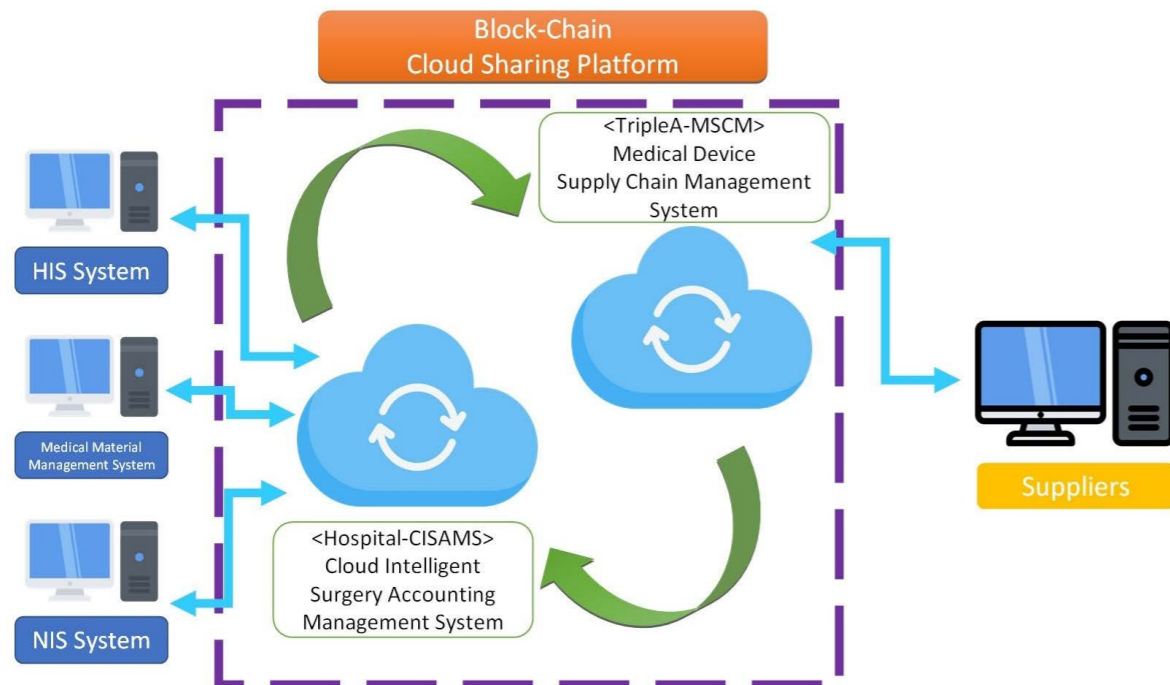 Block-Chain
Cloud Sharing Platform
<TripleA-MSCM>
Medical Device
Supply Chain Management
System
HIS System
Medical Material
Management System
NIS System
<Hospital-CISAMS>
Cloud Intelligent
Surgery Accounting
Management System
Suppliers